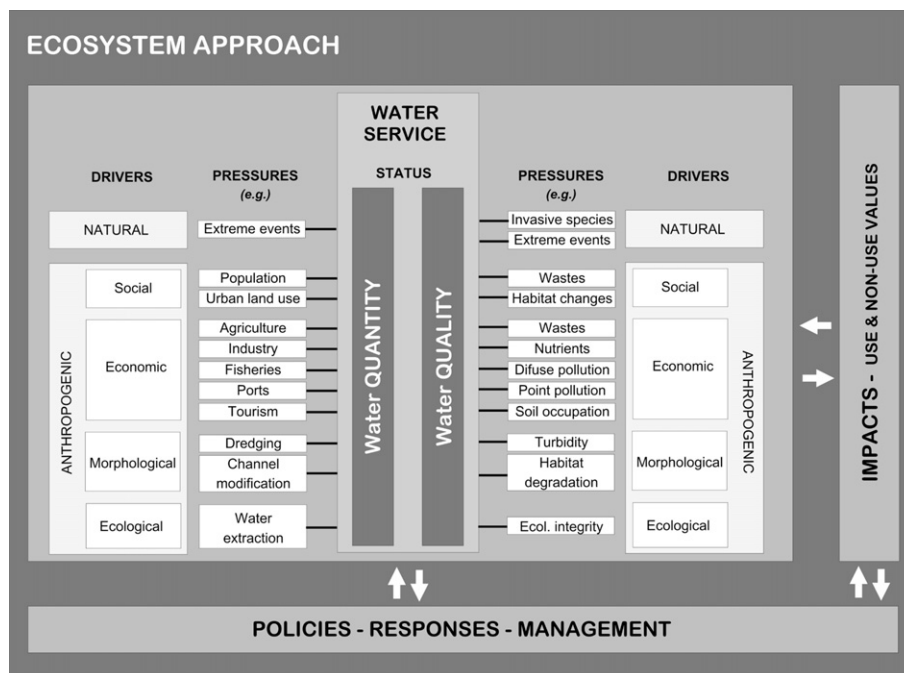 ECOSYSTEM APPROACH
WATER
SERVICE
STATUS
DRIVERS
PRESSURES
(e.g.)
NATURAL
Extreme events
ANTHROPOGENIC
Social
Population
Urban land use
Economic
Agriculture
Industry
Fisheries
Ports
Tourism
Morphological
Dredging
Channel
modification
Ecological
Water
extraction
Water QUANTITY
Water QUALITY
PRESSURES
(e.g.)
DRIVERS
Invasive species
Extreme events
NATURAL
Wastes
Habitat changes
Social
Wastes
Nutrients
Difuse pollution
Point pollution
Soil occupation
Economic
Turbidity
Habitat
degradation
Morphological
Ecol. integrity
Ecological
ANTHROPOGENIC
IMPACTS - USE & NON-USE VALUES
POLICIES - RESPONSES - MANAGEMENT